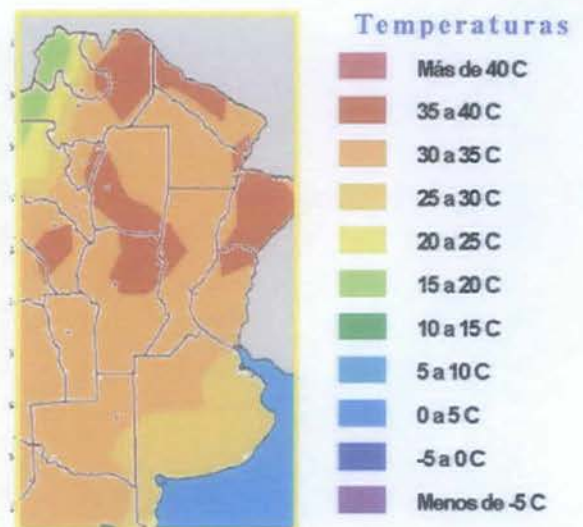 Temperaturas
Más de 40 C
35 a 40 C
30 a 35 C
25 a 30 C
20 a 25 C
15 a 20 C
10 a 15 C
5 a 10 C
0 a 5 C
-5 a 0 C
Menos de -5 C